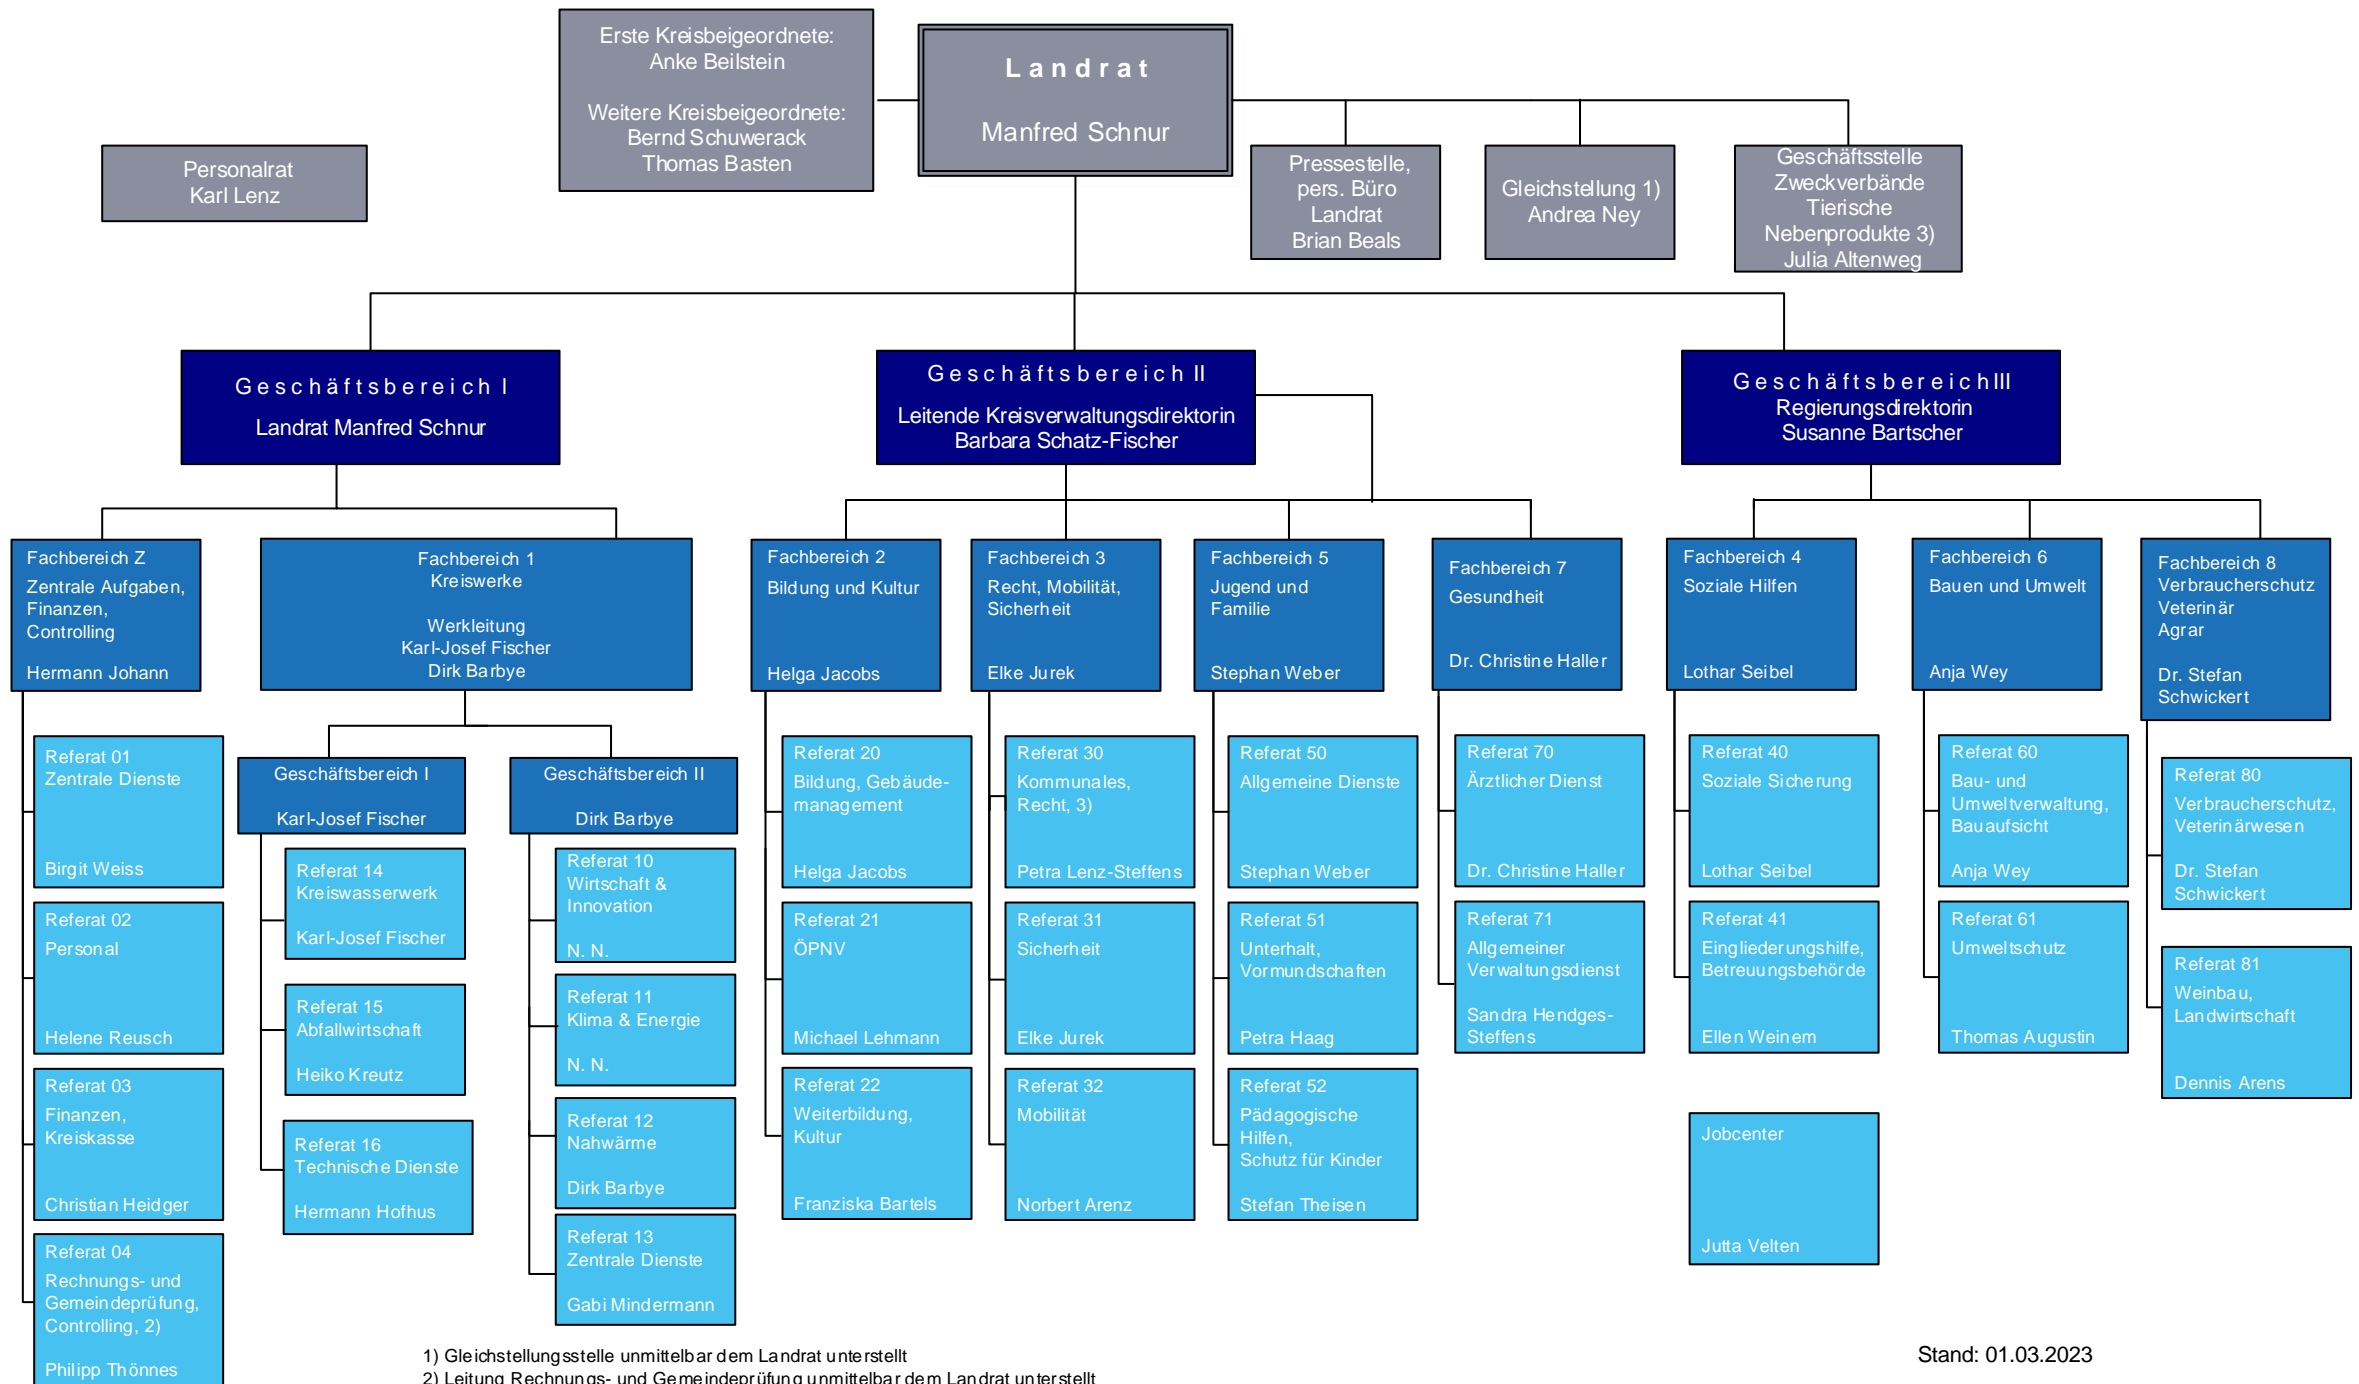 Erste Kreisbeigeordnete:
Anke Beilstein
Weitere Kreisbeigeordnete:
Bernd Schuwerack
Thomas Basten
Landrat
Manfred Schnur
Personalrat
Karl Lenz
Pressestelle,
pers. Büro
Landrat
Brian Beals
Gleichstellung 1)
Andrea Ney
Geschäftsstelle
Zweckverbände
Tierische
Nebenprodukte 3)
Julia Altenweg
Geschäftsbereich I
Landrat Manfred Schnur
Geschäftsbereich II
Leitende Kreisverwaltungsdirektorin
Barbara Schatz-Fischer
Geschäftsbereich III
Regierungsdirektorin
Susanne Bartscher
Fachbereich Z
Zentrale Aufgaben,
Finanzen,
Controlling
Hermann Johann
Fachbereich 1
Kreiswerke
Werkleitung
Karl-Josef Fischer
Dirk Barbye
Fachbereich 2
Bildung und Kultur
Helga Jacobs
Fachbereich 3
Recht, Mobilität,
Sicherheit
Elke Jurek
Fachbereich 5
Jugend und
Familie
Stephan Weber
Fachbereich 7
Gesundheit
Dr. Christine Haller
Fachbereich 4
Soziale Hilfen
Lothar Seibel
Fachbereich 6
Bauen und Umwelt
Anja Wey
Fachbereich 8
Verbraucherschutz
Veterinär
Agrar
Dr. Stefan
Schwickert
Referat 01
Zentrale Dienste
Birgit Weiss
Referat 02
Personal
Helene Reusch
Referat 03
Finanzen,
Kreiskasse
Christian Heidger
Referat 04
Rechnungs- und
Gemeindeprüfung,
Controlling, 2)
Philipp Thönnes
Geschäftsbereich I
Karl-Josef Fischer
Referat 14
Kreiswasserwerk
Karl-Josef Fischer
Referat 15
Abfallwirtschaft
Heiko Kreutz
Referat 16
Technische Dienste
Hermann Hofhus
Geschäftsbereich II
Dirk Barbye
Referat 10
Wirtschaft &
Innovation
N. N.
Referat 11
Klima & Energie
N. N.
Referat 12
Nahwärme
Dirk Barbye
Referat 13
Zentrale Dienste
Gabi Mindermann
Referat 20
Bildung, Gebäude-
management
Helga Jacobs
Referat 21
ÖPNV
Michael Lehmann
Referat 22
Weiterbildung,
Kultur
Franziska Bartels
Referat 30
Kommunales,
Recht, 3)
Petra Lenz-Steffens
Referat 31
Sicherheit
Elke Jurek
Referat 32
Mobilität
Norbert Arenz
Referat 50
Allgemeine Dienste
Stephan Weber
Referat 51
Unterhalt,
Vormundschaften
Petra Haag
Referat 52
Pädagogische
Hilfen,
Schutz für Kinder
Stefan Theisen
Referat 70
Ärztlicher Dienst
Dr. Christine Haller
Referat 71
Allgemeiner
Verwaltungsdienst
Sandra Hendges-
Steffens
Referat 40
Soziale Sicherung
Lothar Seibel
Referat 41
Eingliederungshilfe,
Betreuungsbehörde
Ellen Weinem
Jobcenter
Jutta Velten
Referat 60
Bau- und
Umweltverwaltung,
Bauaufsicht
Anja Wey
Referat 61
Umweltschutz
Thomas Augustin
Referat 80
Verbraucherschutz,
Veterinärwesen
Dr. Stefan
Schwickert
Referat 81
Weinbau,
Landwirtschaft
Dennis Arens
1) Gleichstellungsstelle unmittelbar dem Landrat unterstellt
2) Leitung Rechnungs- und Gemeindeprüfung unmittelbar dem Landrat unterstellt
Stand: 01.03.2023